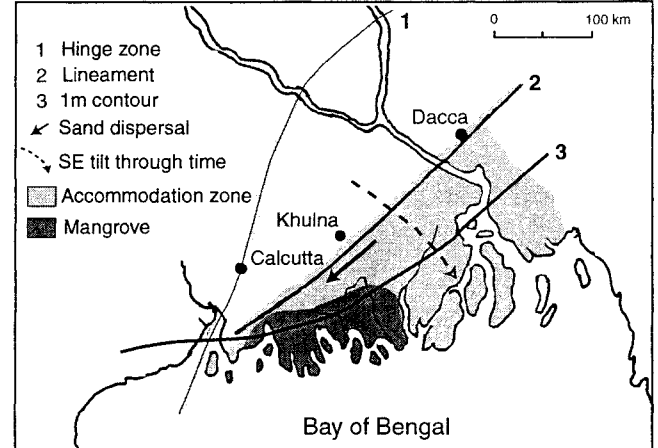 1
0 100 km
1 Hinge zone
2 Lineament
3 1m contour
Sand dispersal
SE tilt through time
Accommodation zone
Mangrove
2
Dacca
3
Khulna
Calcutta
Bay of Bengal